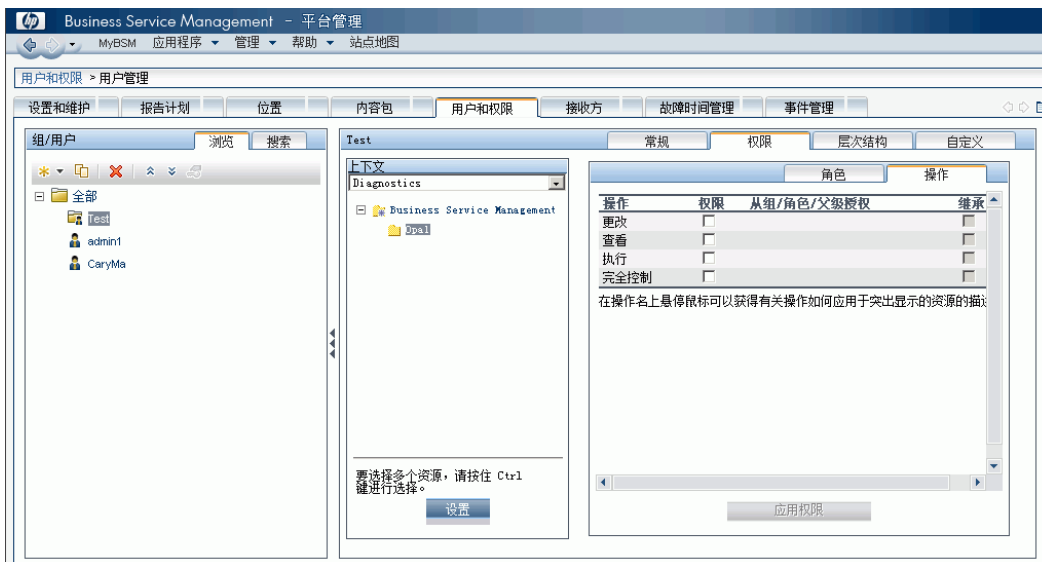 hp Business Service Management - 平台管理
MyBSM 应用程序 管理 帮助 站点地图
用户和权限 > 用户管理
设置和维护 报告计划 位置 内容包 用户和权限 接收方 故障时间管理 事件管理
组/用户 浏览 搜索
全部
Test
admin1
CaryMa
Test 常规 权限 层次结构 自定义
上下文
Diagnostics
Business Service Management
Opal
要选择多个资源，请按住 Ctrl
键进行选择。
设置
角色 操作
操作 权限 从组/角色/父级授权 继承
更改
查看
执行
完全控制
在操作名上悬停鼠标可以获得有关操作如何应用于突出显示的资源的描述
应用权限